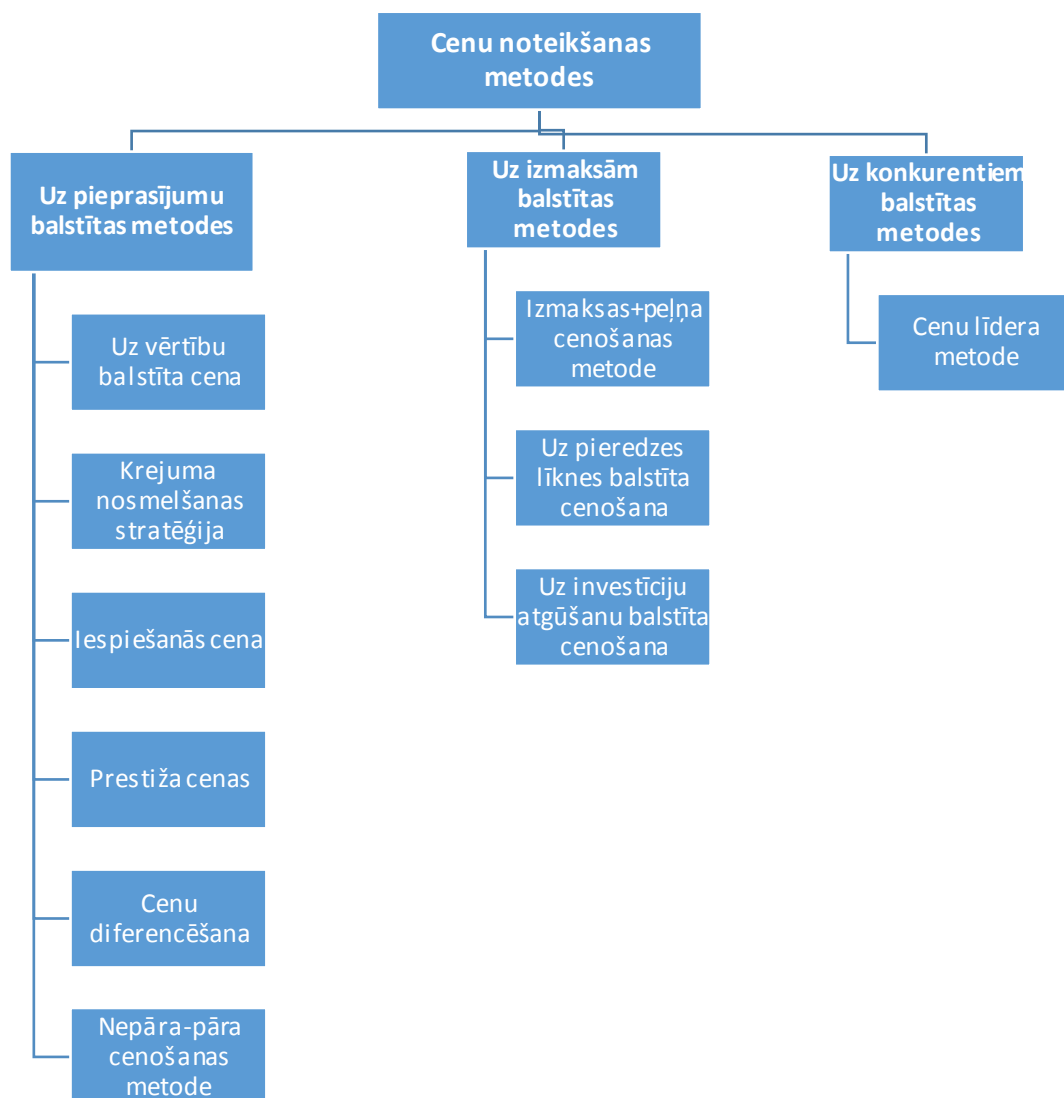 Cenu noteikšanas
metodes
Uz pieprasījumu
balstītas metodes
Uz vērtību
balstīta cena
Krejuma
nosmelšanas
stratēģija
Iespiešanās cena
Prestiža cenas
Cenu
diferencēšana
Nepāra-pāra
cenošanas
metode
Uz izmaksām
balstītas
metodes
Izmaksas+peļņa
cenošanas
metode
Uz pieredzes
līknes balstīta
cenošana
Uz investīciju
atgūšanu balstīta
cenošana
Uz konkurentiem
balstītas
metodes
Cenu līdera
metode